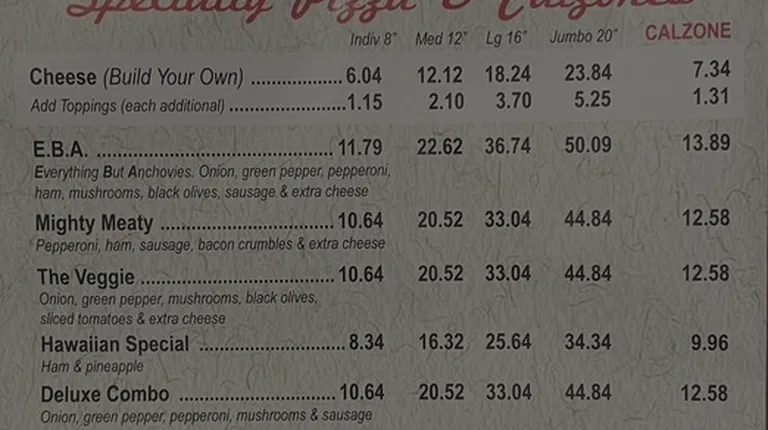 Specialty Pizza & Calzones
Indiv 8" Med 12" Lg 16" Jumbo 20" CALZONE
Cheese (Build Your Own) ..................6.04 12.12 18.24 23.84 7.34
Add Toppings (each additional) .......................1.15 2.10 3.70 5.25 1.31
E.B.A. ............................................... 11.79 22.62 36.74 50.09 13.89
Everything But Anchovies. Onion, green pepper, pepperoni,
ham, mushrooms, black olives, sausage & extra cheese
Mighty Meaty .................................. 10.64 20.52 33.04 44.84 12.58
Pepperoni, ham, sausage, bacon crumbles & extra cheese
The Veggie ...................................... 10.64 20.52 33.04 44.84 12.58
Onion, green pepper, mushrooms, black olives,
sliced tomatoes & extra cheese
Hawaiian Special ............................. 8.34 16.32 25.64 34.34 9.96
Ham & pineapple
Deluxe Combo ............................... 10.64 20.52 33.04 44.84 12.58
Onion, green pepper, pepperoni, mushrooms & sausage